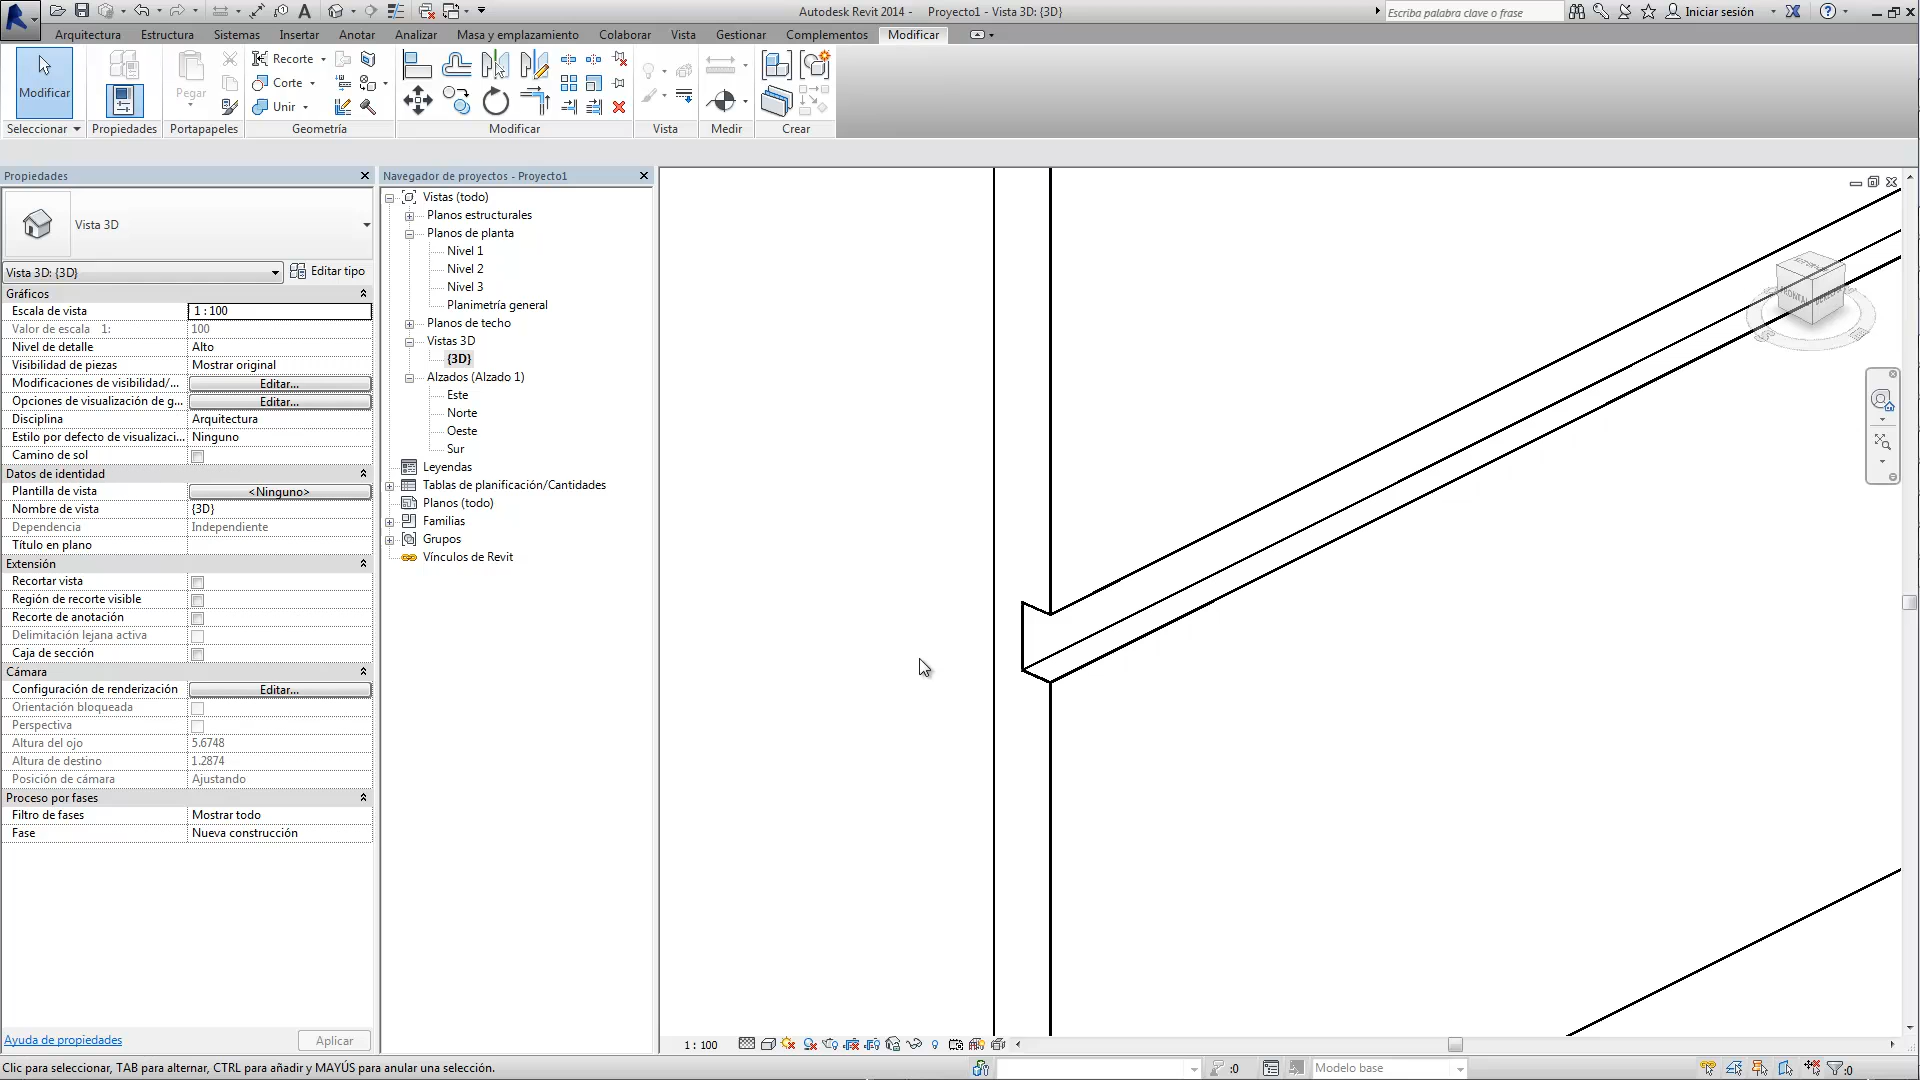 Autodesk Revit 2014 -     Proyecto1 - Vista 3D: {3D}
Escriba palabra clave o frase
Iniciar sesión
Arquitectura Estructura Sistemas Insertar Anotar Analizar Masa y emplazamiento Colaborar Vista Gestionar Complementos Modificar
Modificar
Pegar
Recorte
Corte
Unir
Seleccionar Propiedades Portapapeles Geometría Modificar Vista Medir Crear
Propiedades
Vista 3D
Vista 3D: {3D} Editar tipo
Gráficos
Escala de vista 1 : 100
Valor de escala 1: 100
Nivel de detalle Alto
Visibilidad de piezas Mostrar original
Modificaciones de visibilidad/... Editar...
Opciones de visualización de g... Editar...
Disciplina Arquitectura
Estilo por defecto de visualizaci... Ninguno
Camino de sol
Datos de identidad
Plantilla de vista <Ninguno>
Nombre de vista {3D}
Dependencia Independiente
Título en plano
Extensión
Recortar vista
Región de recorte visible
Recorte de anotación
Delimitación lejana activa
Caja de sección
Cámara
Configuración de renderización Editar...
Orientación bloqueada
Perspectiva
Altura del ojo 5.6748
Altura de destino 1.2874
Posición de cámara Ajustando
Proceso por fases
Filtro de fases Mostrar todo
Fase Nueva construcción
Ayuda de propiedades Aplicar
Navegador de proyectos - Proyecto1
Vistas (todo)
Planos estructurales
Planos de planta
Nivel 1
Nivel 2
Nivel 3
Planimetría general
Planos de techo
Vistas 3D
{3D}
Alzados (Alzado 1)
Este
Norte
Oeste
Sur
Leyendas
Tablas de planificación/Cantidades
Planos (todo)
Familias
Grupos
Vínculos de Revit
FRONTAL
1 : 100
Clic para seleccionar, TAB para alternar, CTRL para añadir y MAYÚS para anular una selección.
:0
Modelo base
:0